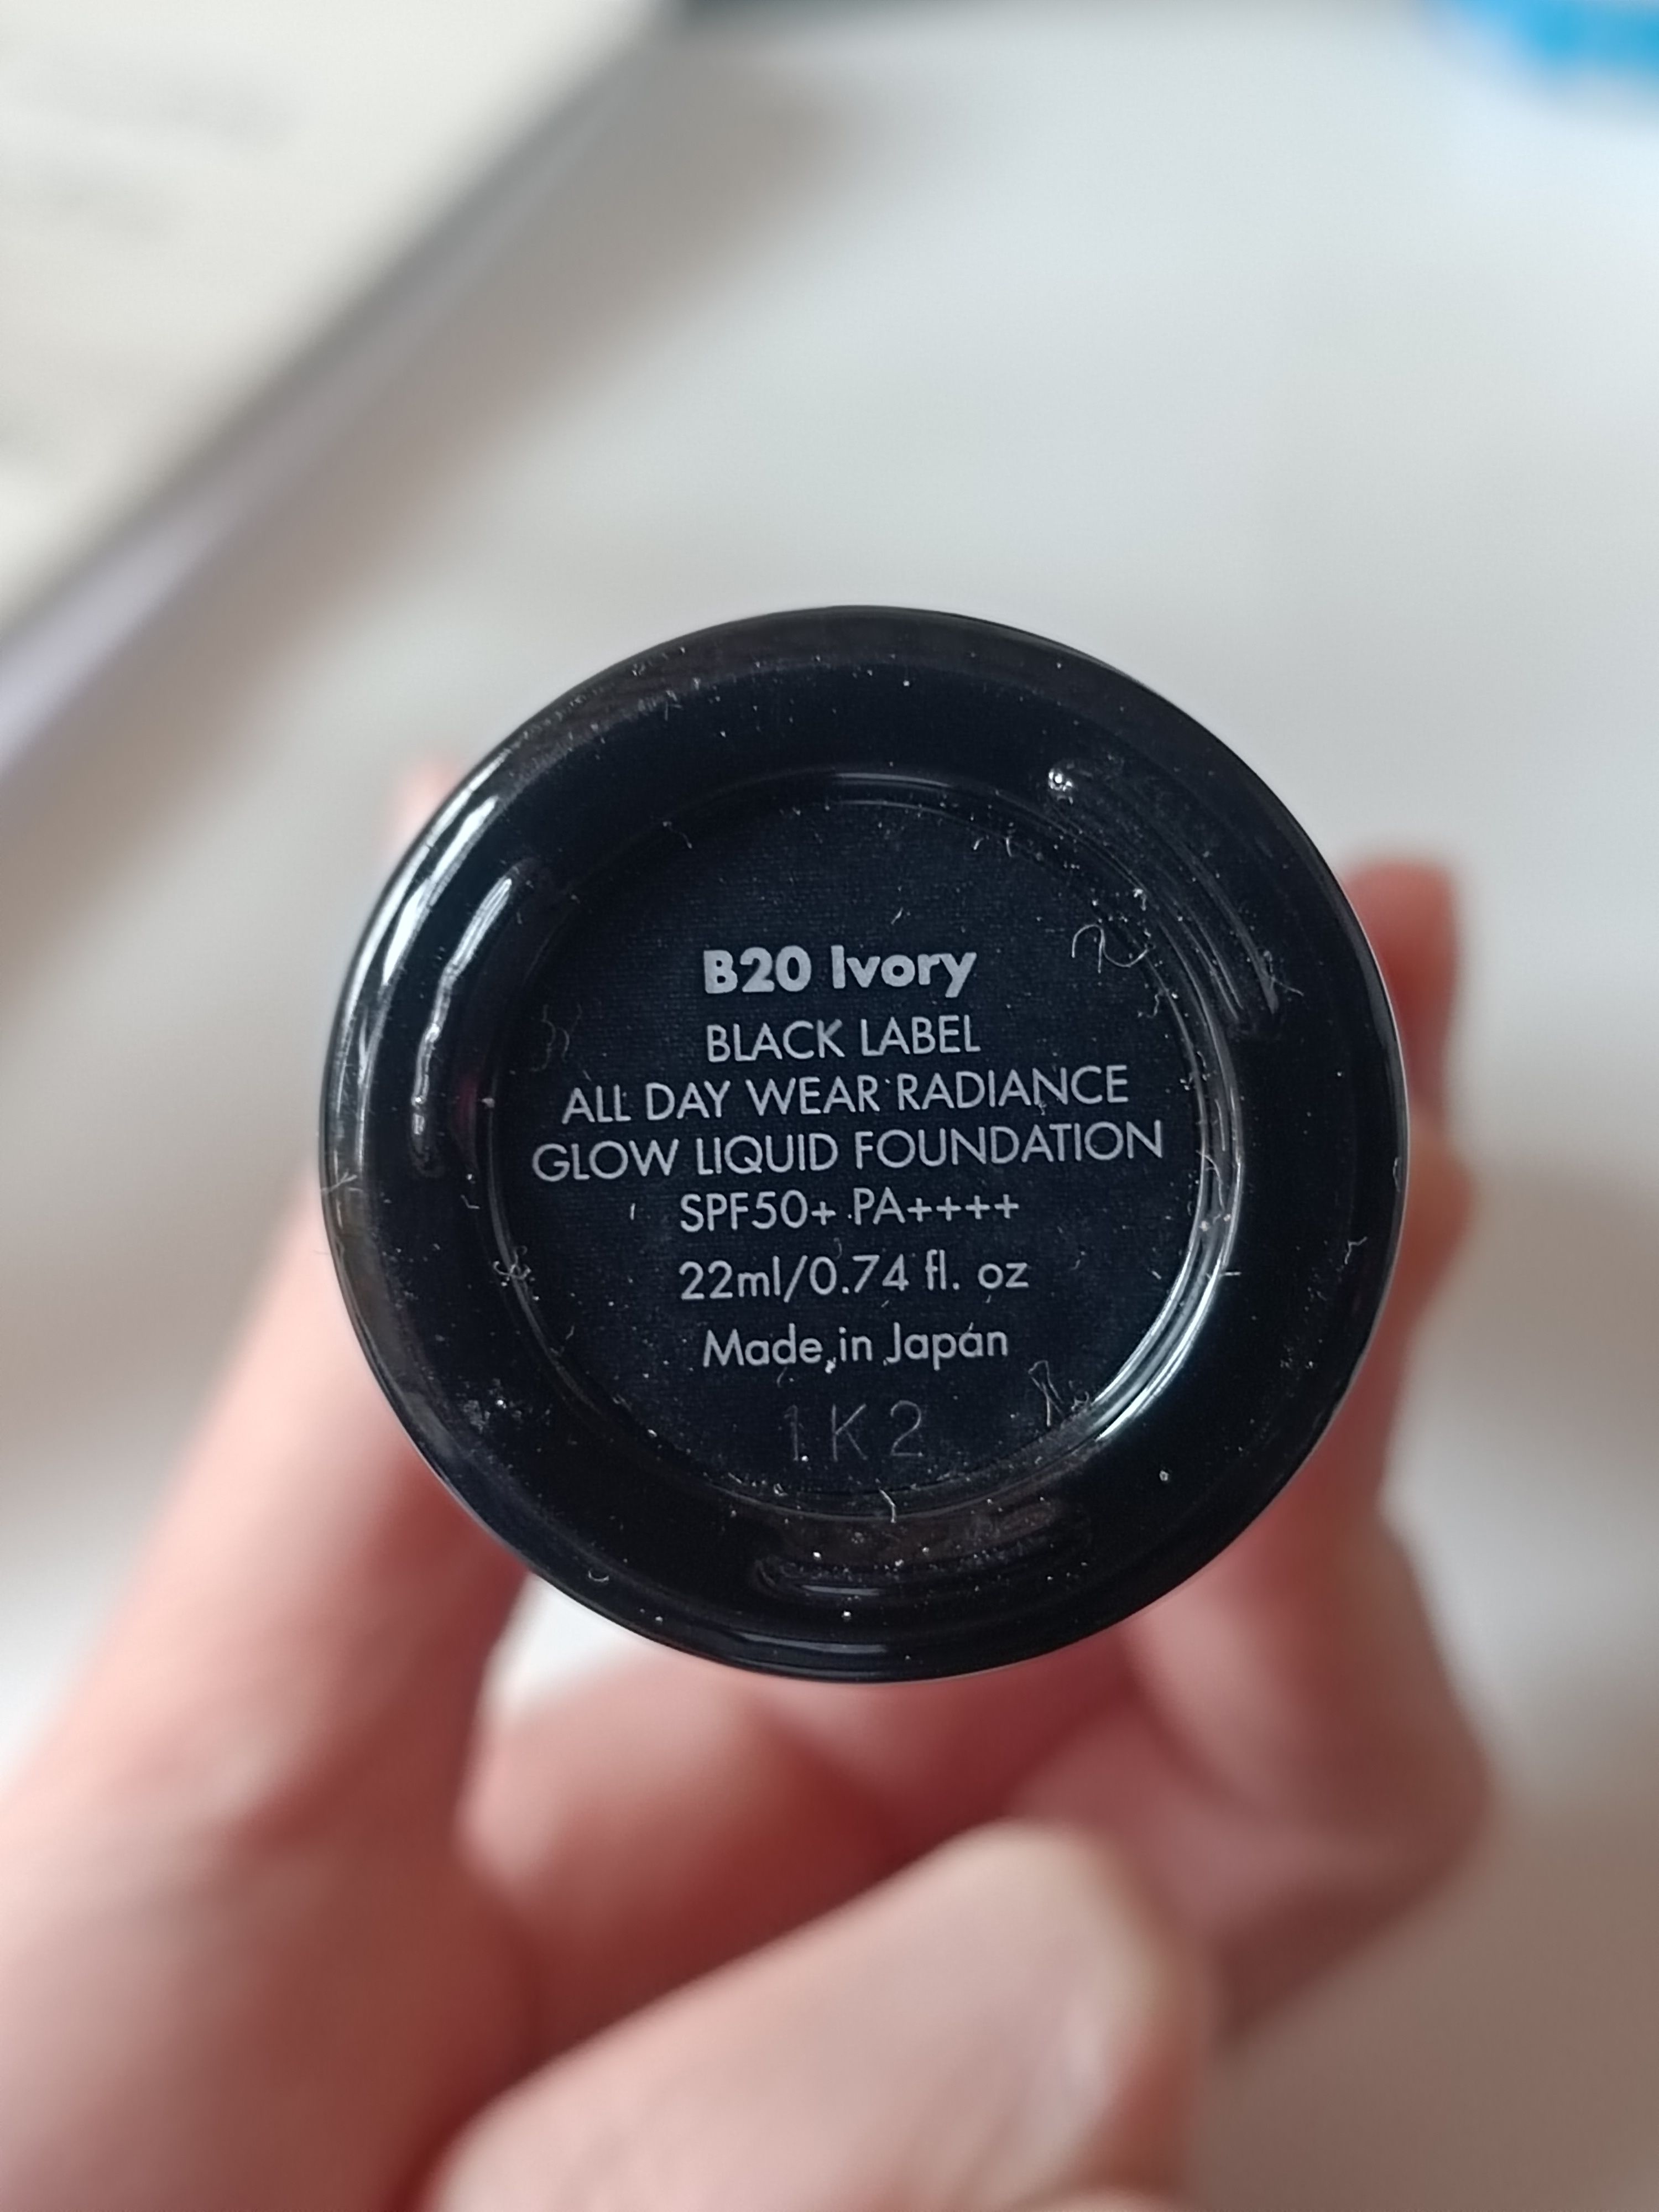 B20 Ivory
BLACK LABEL
ALL DAY WEAR RADIANCE
GLOW LIQUID FOUNDATION
SPF50+ PA++++
22ml/0.74 fl. oz
Made in Japan
1K2